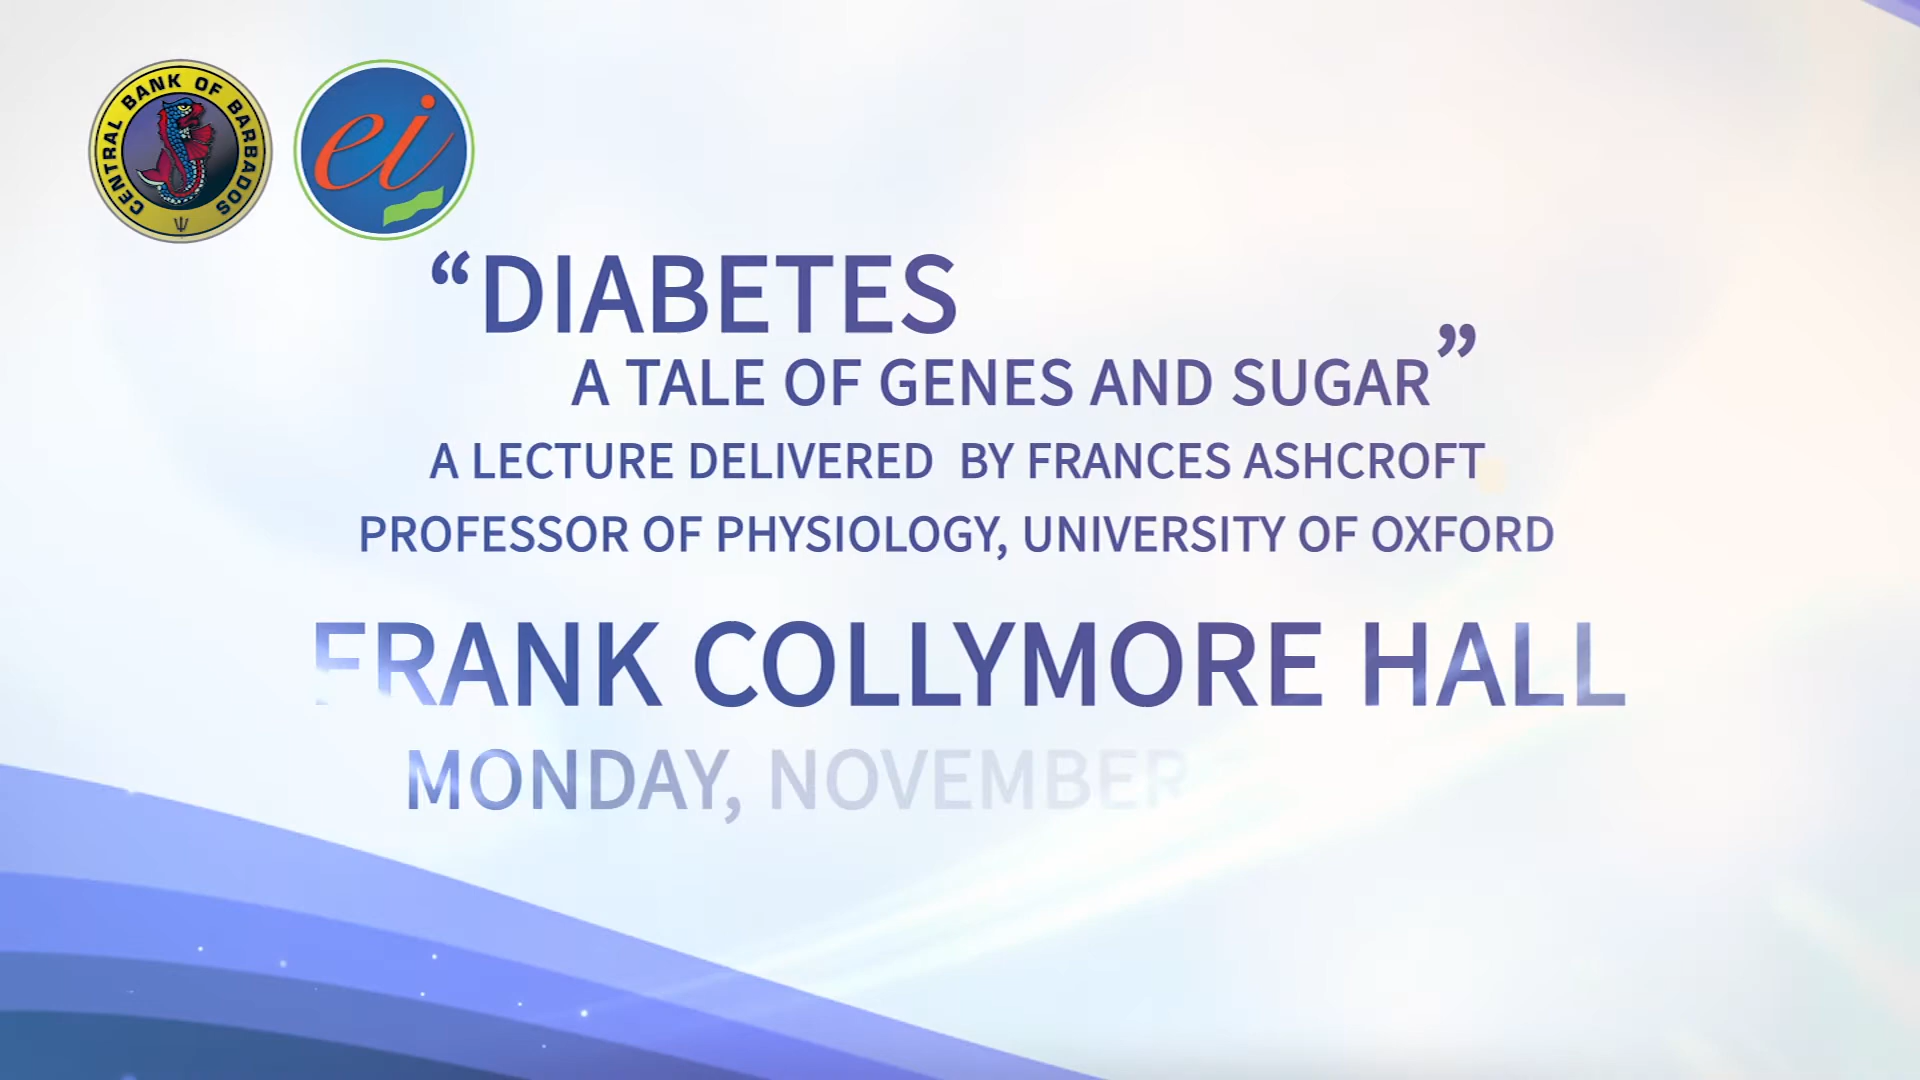 CENTRAL BANK OF BARBADOS
ei
“DIABETES
A TALE OF GENES AND SUGAR”
A LECTURE DELIVERED BY FRANCES ASHCROFT
PROFESSOR OF PHYSIOLOGY, UNIVERSITY OF OXFORD
FRANK COLLYMORE HALL
MONDAY, NOVEMBER